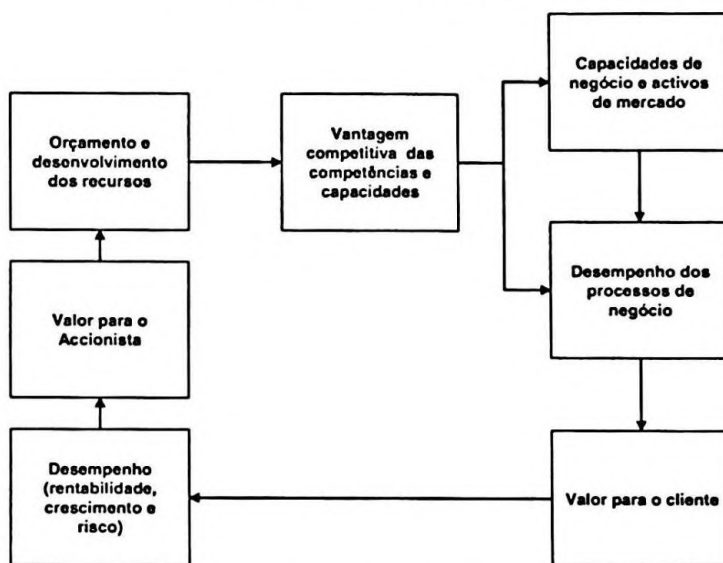 Capacidades de
negócio e activos
de mercado
Orçamento e
desenvolvimento
dos recursos
Vantagem
competitiva das
competências e
capacidades
Desempenho dos
processos de
negócio
Valor para o
Accionista
Desempenho
(rentabilidade,
crescimento e
risco)
Valor para o cliente